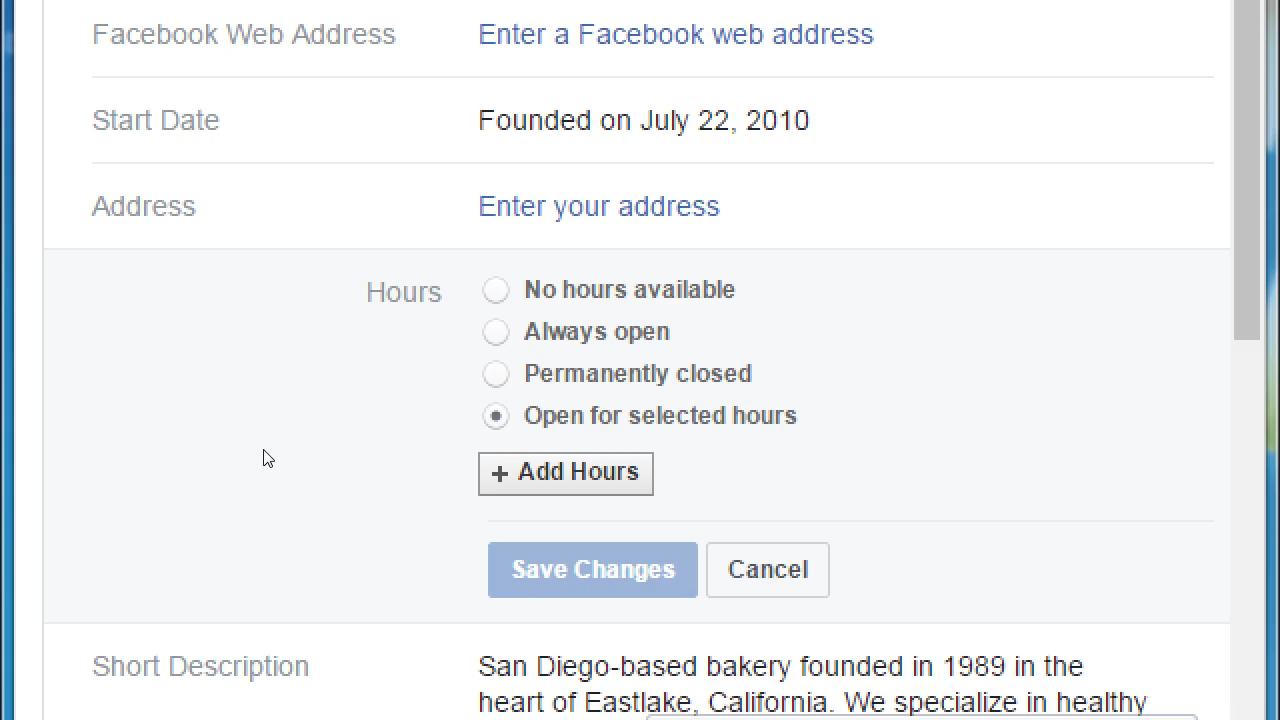 Facebook Web Address Enter a Facebook web address
Start Date Founded on July 22, 2010
Address Enter your address
Hours No hours available
Always open
Permanently closed
Open for selected hours
+ Add Hours
Save Changes Cancel
Short Description San Diego-based bakery founded in 1989 in the
heart of Eastlake, California. We specialize in healthy